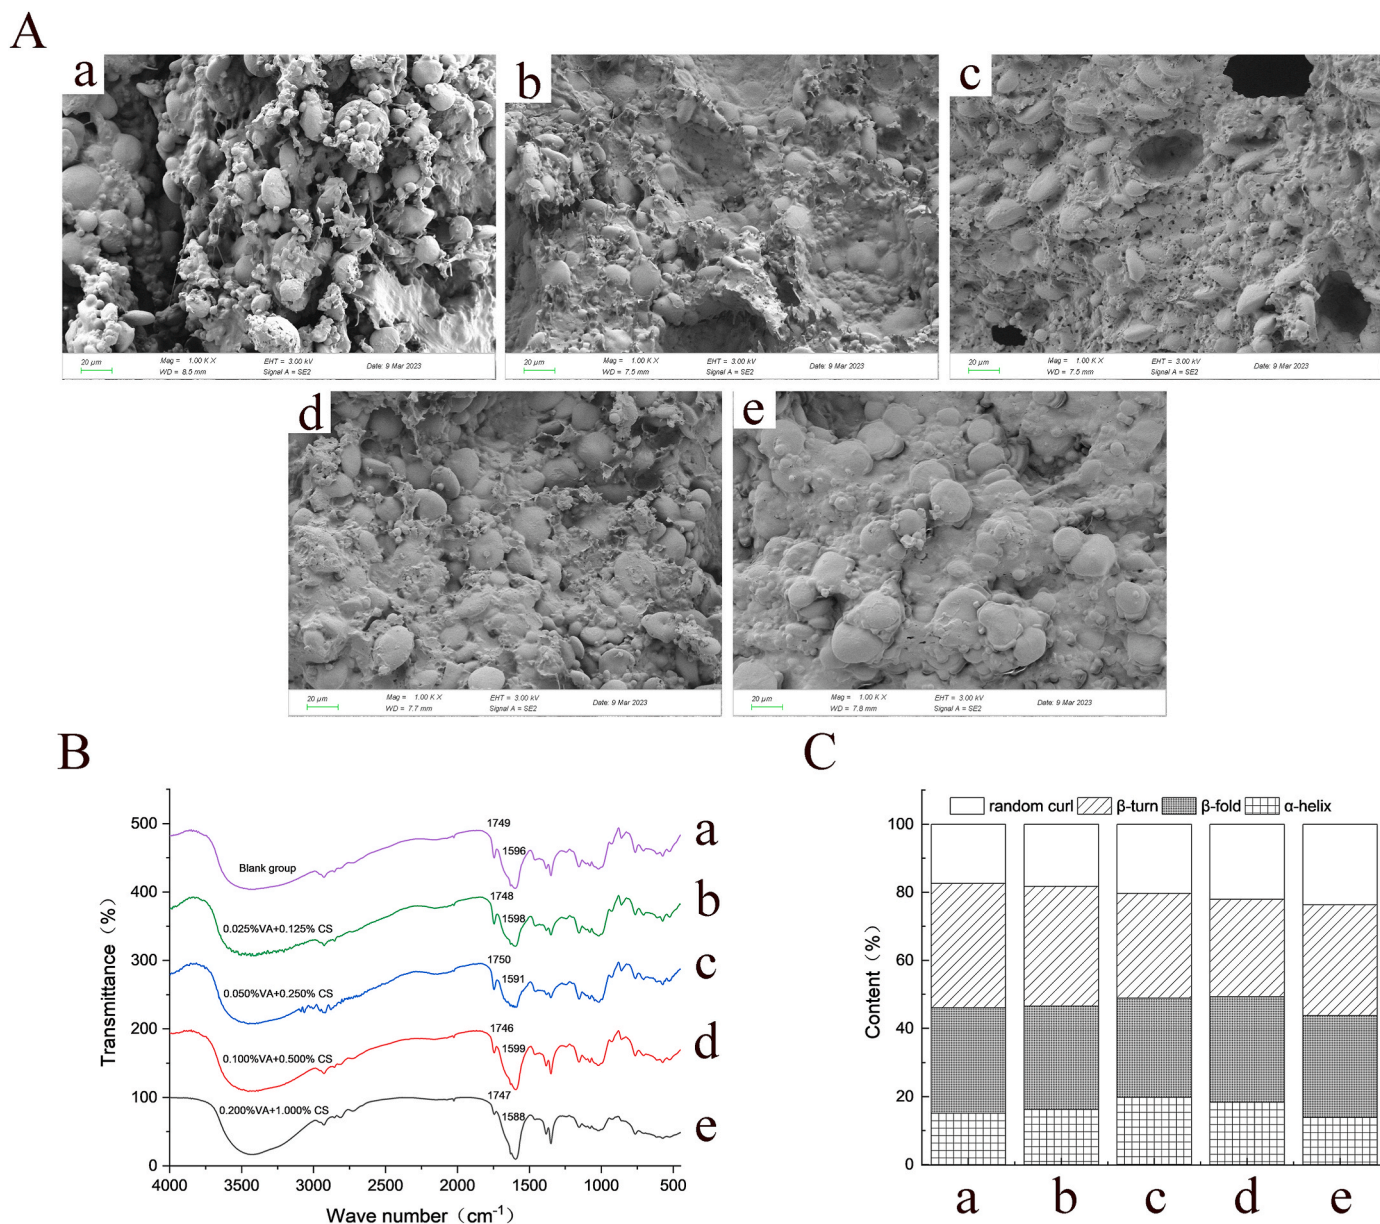 A
a
b
c
20 μm
Mag = 1.00 K X
WD = 8.5 mm
EHT = 3.00 kV
Signal A = SE2
Date: 9 Mar 2023
20 μm
Mag = 1.00 K X
WD = 7.5 mm
EHT = 3.00 kV
Signal A = SE2
Date: 9 Mar 2023
20 μm
Mag = 1.00 K X
WD = 7.5 mm
EHT = 3.00 kV
Signal A = SE2
Date: 9 Mar 2023
d
e
20 μm
Mag = 1.00 K X
WD = 7.7 mm
EHT = 3.00 kV
Signal A = SE2
Date: 9 Mar 2023
20 μm
Mag = 1.00 K X
WD = 7.8 mm
EHT = 3.00 kV
Signal A = SE2
Date: 9 Mar 2023
B
Transmittance (%)
500
400
300
200
100
0
1749
1596
Blank group
a
1748
1598
0.025%VA+0.125% CS
b
1750
1591
0.050%VA+0.250% CS
c
1746
1599
0.100%VA+0.500% CS
d
1747
1588
0.200%VA+1.000% CS
e
4000 3500 3000 2500 2000 1500 1000 500
Wave number (cm⁻¹)
C
random curl β-turn β-fold α-helix
Content (%)
100
80
60
40
20
0
a b c d e